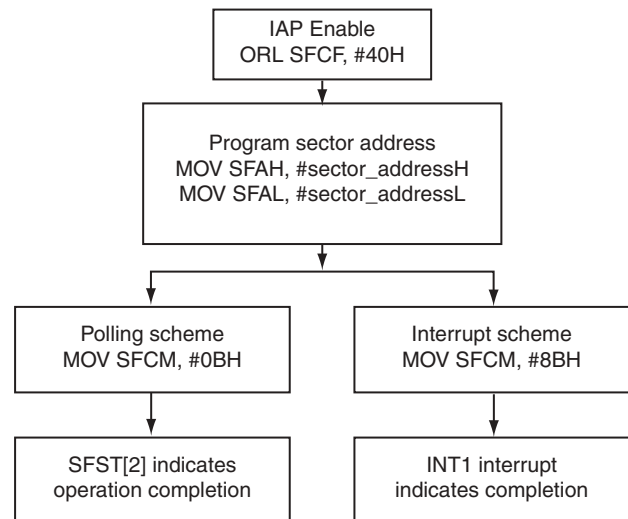 IAP Enable
ORL SFCF, #40H
Program sector address
MOV SFAH, #sector_addressH
MOV SFAL, #sector_addressL
Polling scheme
MOV SFCM, #0BH
Interrupt scheme
MOV SFCM, #8BH
SFST[2] indicates
operation completion
INT1 interrupt
indicates completion